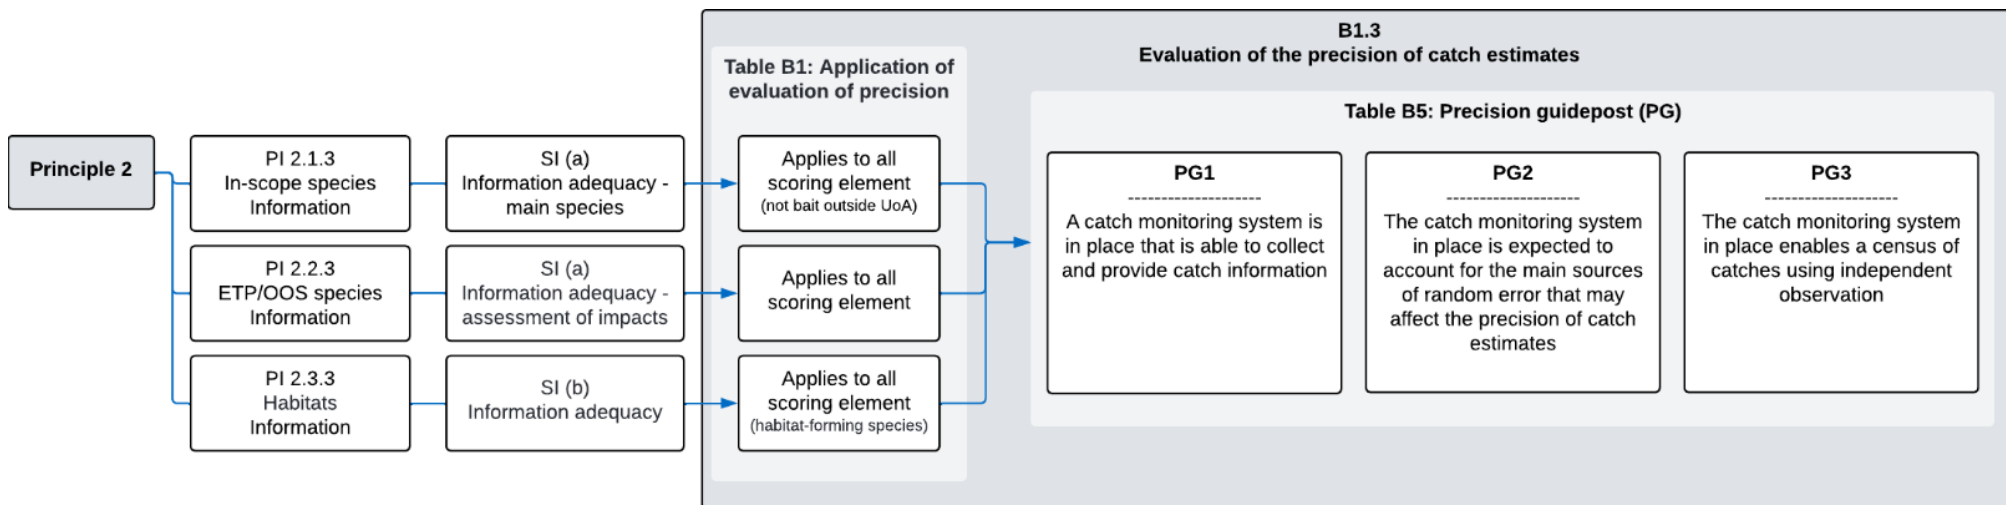 B1.3
Evaluation of the precision of catch estimates
Table B1: Application of
evaluation of precision
Table B5: Precision guidepost (PG)
Principle 2
PI 2.1.3
In-scope species
Information
SI (a)
Information adequacy -
main species
Applies to all
scoring element
(not bait outside UoA)
PI 2.2.3
ETP/OOS species
Information
SI (a)
Information adequacy -
assessment of impacts
Applies to all
scoring element
PI 2.3.3
Habitats
Information
SI (b)
Information adequacy
Applies to all
scoring element
(habitat-forming species)
PG1
--------------------
A catch monitoring system is
in place that is able to collect
and provide catch information
PG2
--------------------
The catch monitoring system
in place is expected to
account for the main sources
of random error that may
affect the precision of catch
estimates
PG3
--------------------
The catch monitoring system
in place enables a census of
catches using independent
observation